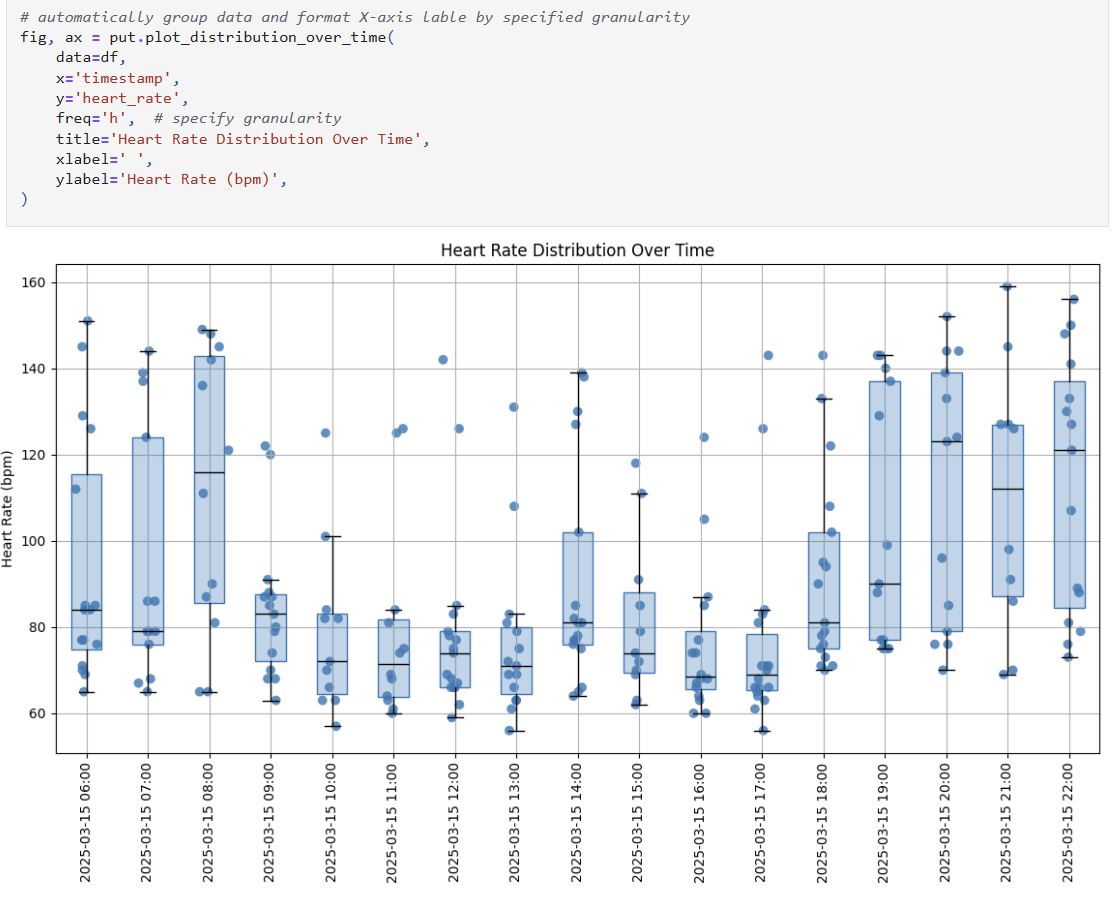 # automatically group data and format X-axis lable by specified granularity
fig, ax = put.plot_distribution_over_time(
    data=df,
    x='timestamp',
    y='heart_rate',
    freq='h',  # specify granularity
    title='Heart Rate Distribution Over Time',
    xlabel=' ',
    ylabel='Heart Rate (bpm)',
)
Heart Rate Distribution Over Time
Heart Rate (bpm)
160
140
120
100
80
60
2025-03-15 06:00
2025-03-15 07:00
2025-03-15 08:00
2025-03-15 09:00
2025-03-15 10:00
2025-03-15 11:00
2025-03-15 12:00
2025-03-15 13:00
2025-03-15 14:00
2025-03-15 15:00
2025-03-15 16:00
2025-03-15 17:00
2025-03-15 18:00
2025-03-15 19:00
2025-03-15 20:00
2025-03-15 21:00
2025-03-15 22:00